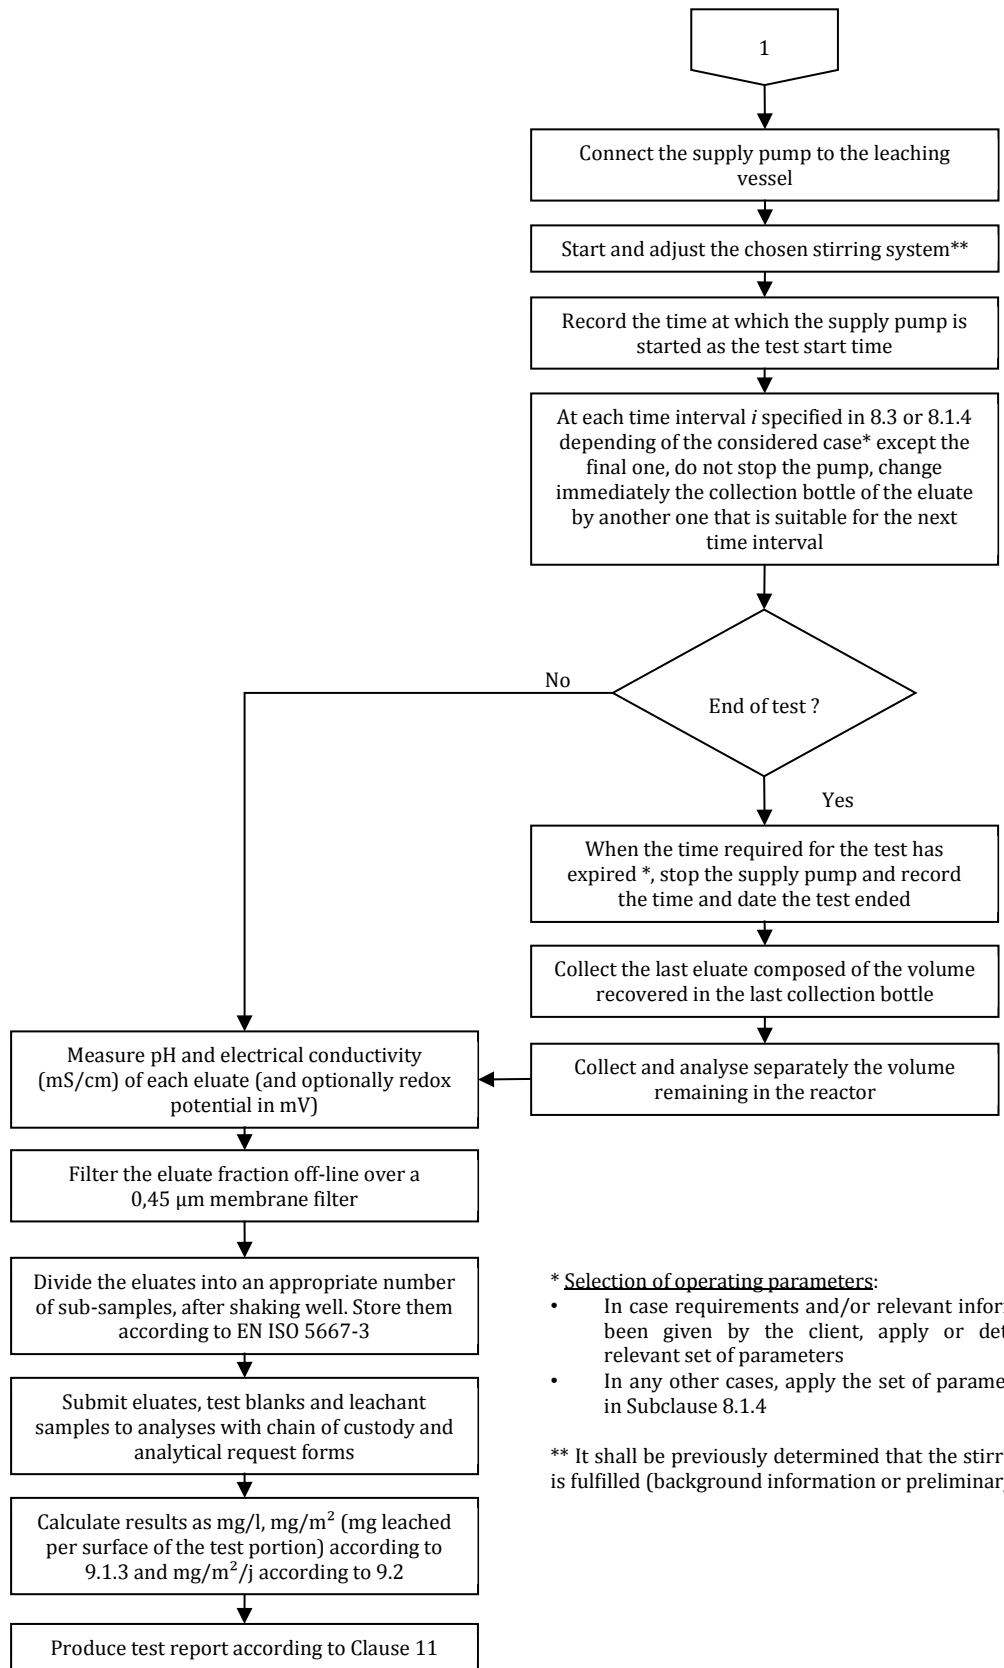 1
Connect the supply pump to the leaching
vessel
Start and adjust the chosen stirring system**
Record the time at which the supply pump is
started as the test start time
At each time interval i specified in 8.3 or 8.1.4
depending of the considered case* except the
final one, do not stop the pump, change
immediately the collection bottle of the eluate
by another one that is suitable for the next
time interval
No
End of test ?
Yes
When the time required for the test has
expired *, stop the supply pump and record
the time and date the test ended
Collect the last eluate composed of the volume
recovered in the last collection bottle
Collect and analyse separately the volume
remaining in the reactor
Measure pH and electrical conductivity
(mS/cm) of each eluate (and optionally redox
potential in mV)
Filter the eluate fraction off-line over a
0,45 µm membrane filter
Divide the eluates into an appropriate number
of sub-samples, after shaking well. Store them
according to EN ISO 5667-3
Submit eluates, test blanks and leachant
samples to analyses with chain of custody and
analytical request forms
Calculate results as mg/l, mg/m² (mg leached
per surface of the test portion) according to
9.1.3 and mg/m²/j according to 9.2
Produce test report according to Clause 11
* Selection of operating parameters:
• In case requirements and/or relevant infor
been given by the client, apply or det
relevant set of parameters
• In any other cases, apply the set of parame
in Subclause 8.1.4
** It shall be previously determined that the stirr
is fulfilled (background information or preliminar